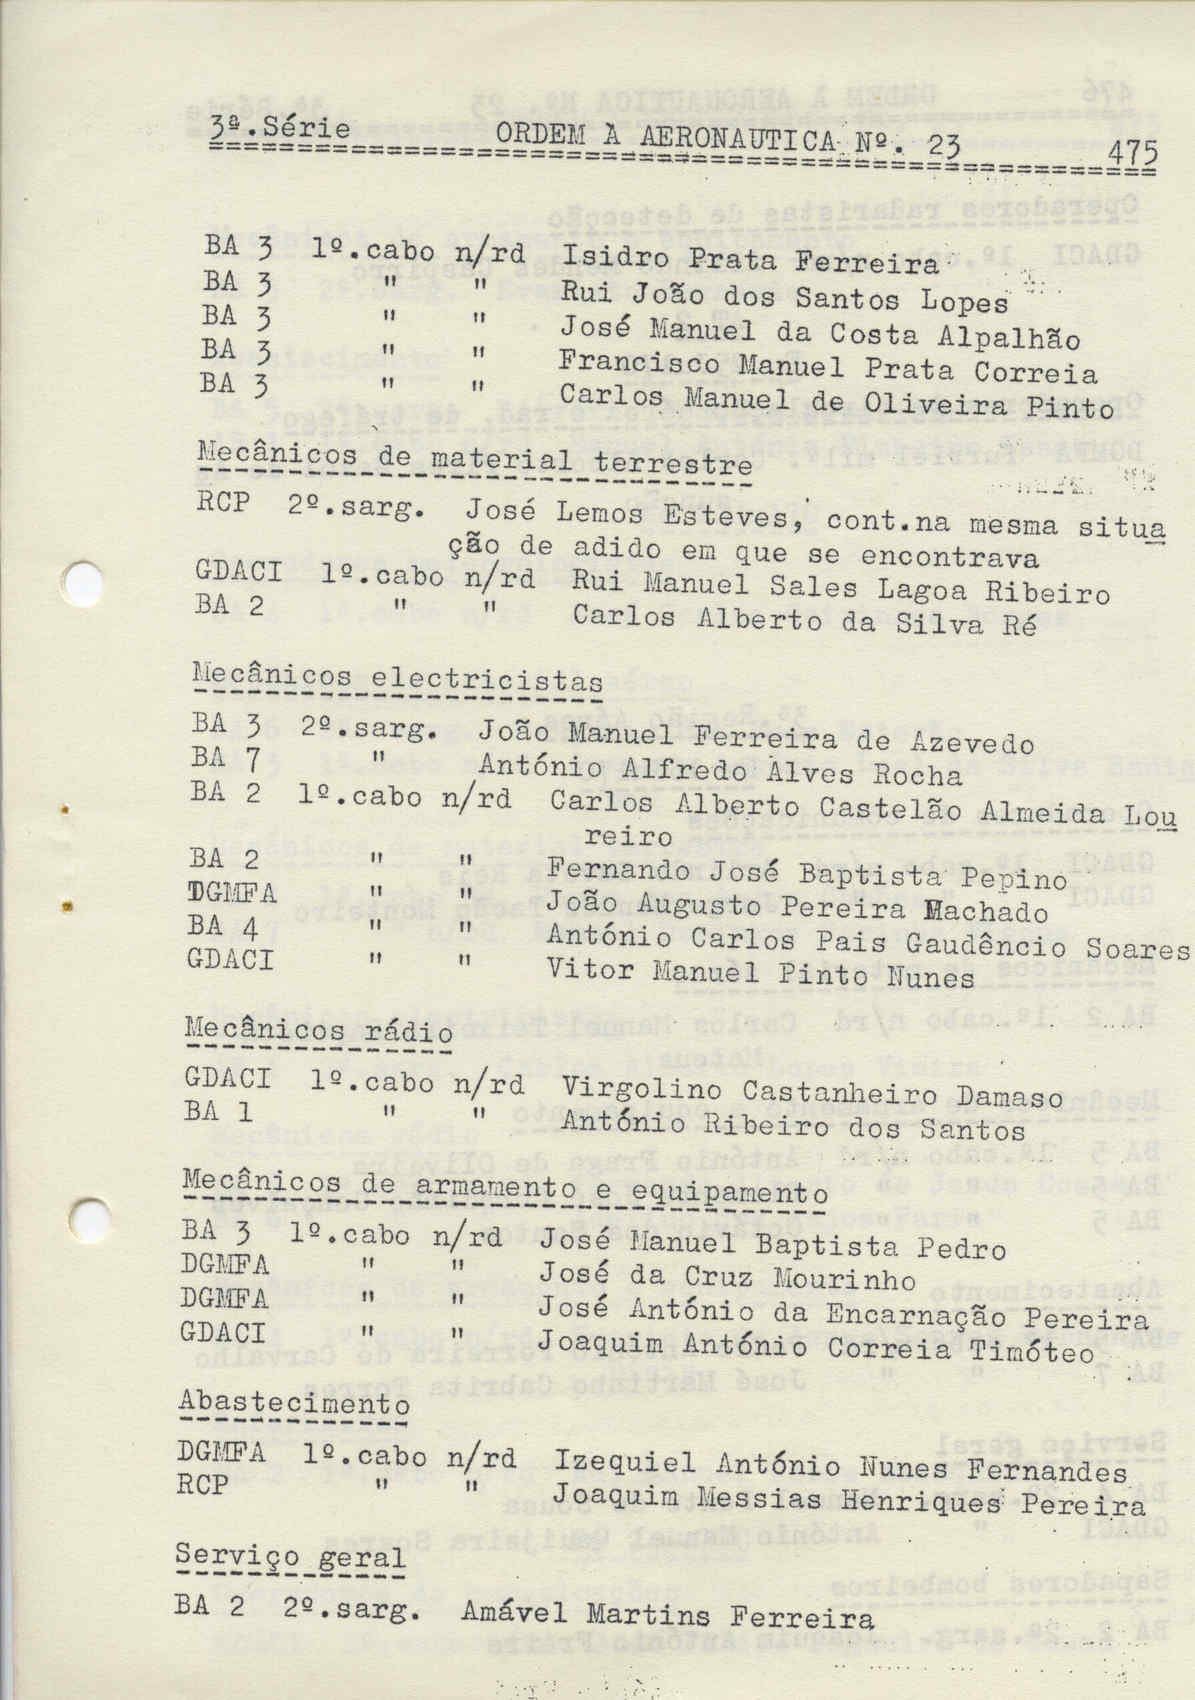 3ª.Série ORDEM À AERONAUTICA Nº. 23 475
BA 3 1º.cabo n/rd Isidro Prata Ferreira
BA 3 " " Rui João dos Santos Lopes
BA 3 " " José Manuel da Costa Alpalhão
BA 3 " " Francisco Manuel Prata Correia
BA 3 " " Carlos Manuel de Oliveira Pinto
Mecânicos de material terrestre
RCP 2º.sarg. José Lemos Esteves, cont.na mesma situa
ção de adido em que se encontrava
GDACI 1º.cabo n/rd Rui Manuel Sales Lagoa Ribeiro
BA 2 " " Carlos Alberto da Silva Ré
Mecânicos electricistas
BA 3 2º.sarg. João Manuel Ferreira de Azevedo
BA 7 " António Alfredo Alves Rocha
BA 2 1º.cabo n/rd Carlos Alberto Castelão Almeida Lou
reiro
BA 2 " " Fernando José Baptista Pepino
DGMFA " " João Augusto Pereira Machado
BA 4 " " António Carlos Pais Gaudêncio Soares
GDACI " " Vitor Manuel Pinto Nunes
Mecânicos rádio
GDACI 1º.cabo n/rd Virgolino Castanheiro Damaso
BA 1 " " António Ribeiro dos Santos
Mecânicos de armamento e equipamento
BA 3 1º.cabo n/rd José Manuel Baptista Pedro
DGMFA " " José da Cruz Mourinho
DGMFA " " José António da Encarnação Pereira
GDACI " " Joaquim António Correia Timóteo
Abastecimento
DGMFA 1º.cabo n/rd Izequiel António Nunes Fernandes
RCP " " Joaquim Messias Henriques Pereira
Serviço geral
BA 2 2º.sarg. Amável Martins Ferreira